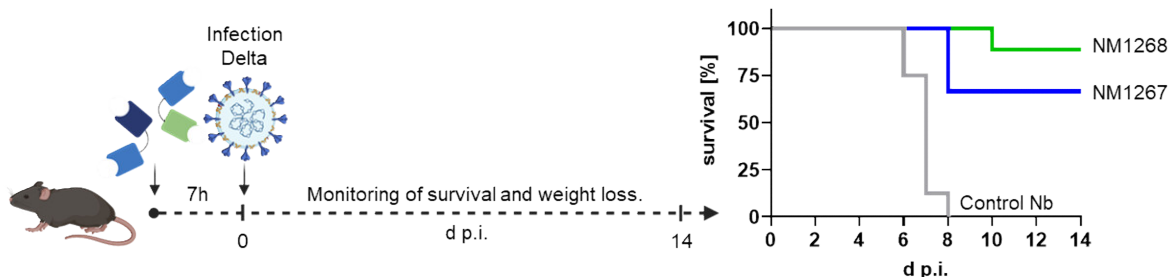 Infection
Delta
7h
Monitoring of survival and weight loss.
0
d p.i.
14
survival [%]
100
75
50
25
0
NM1268
NM1267
Control Nb
0 2 4 6 8 10 12 14
d p.i.